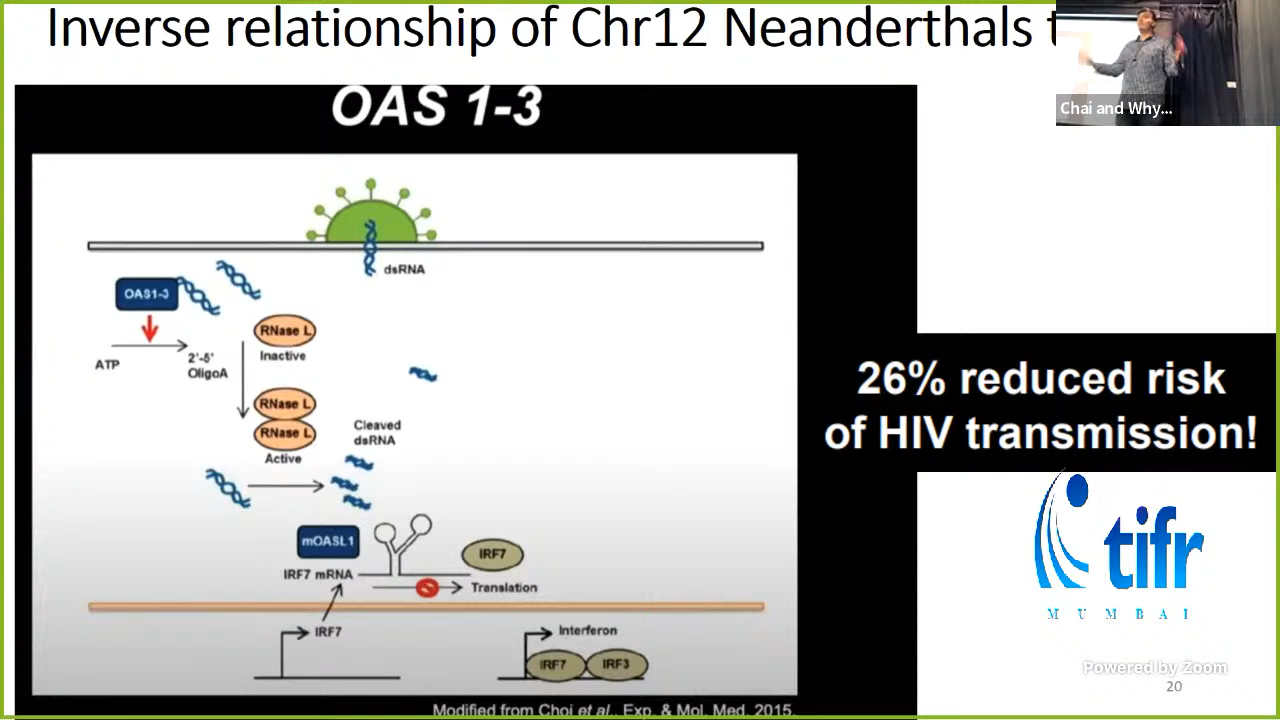 Inverse relationship of Chr12 Neanderthals
Chai and Why...
OAS 1-3
dsRNA
OAS1-3
ATP
2'-5'
OligoA
RNase L
Inactive
RNase L
RNase L
Active
Cleaved
dsRNA
mOASL1
IRF7 mRNA
IRF7
Translation
IRF7
Interferon
IRF7
IRF3
Modified from Choi et al., Exp. & Mol. Med. 2015.
26% reduced risk
of HIV transmission!
tifr
MUMBAI
Powered by Zoom
20